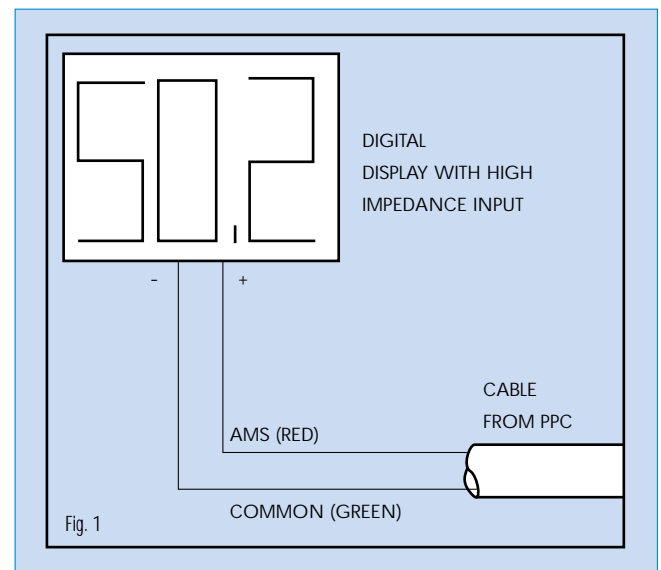 50.2
DIGITAL
DISPLAY WITH HIGH
IMPEDANCE INPUT
- +
CABLE
FROM PPC
AMS (RED)
COMMON (GREEN)
Fig. 1